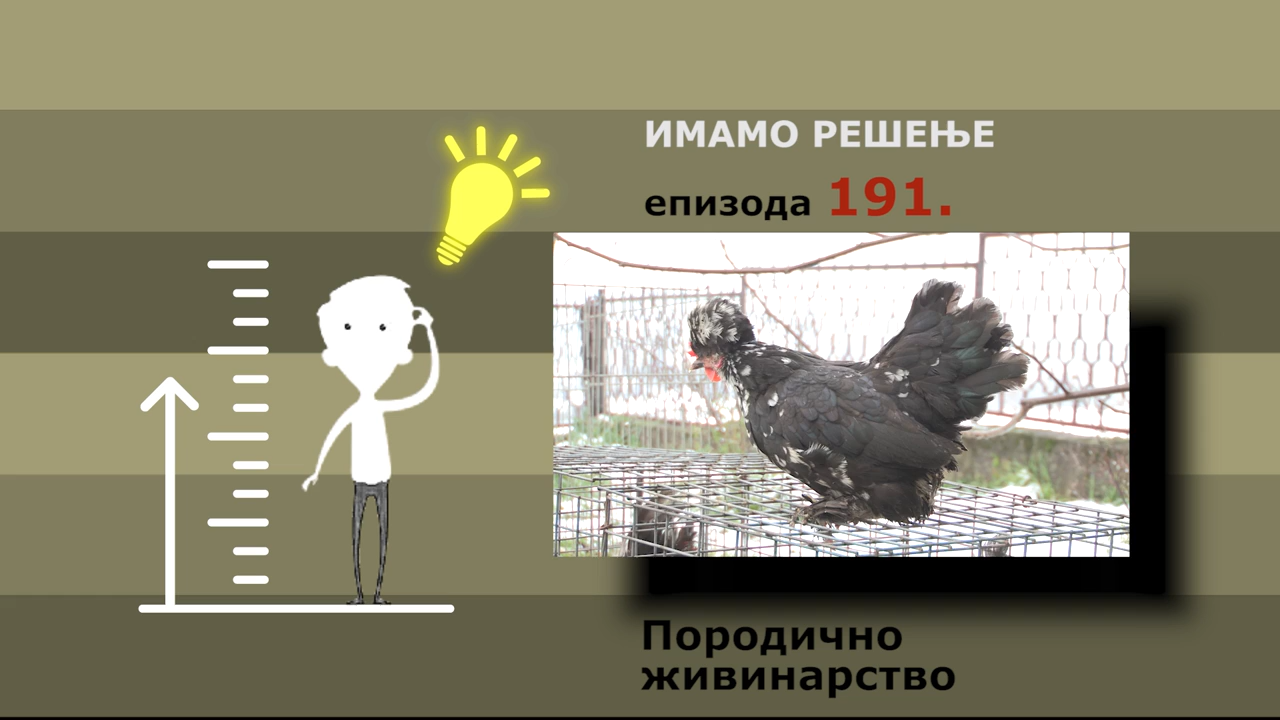 ИМАМО РЕШЕЊЕ
епизода 191.
Породично
живинарство